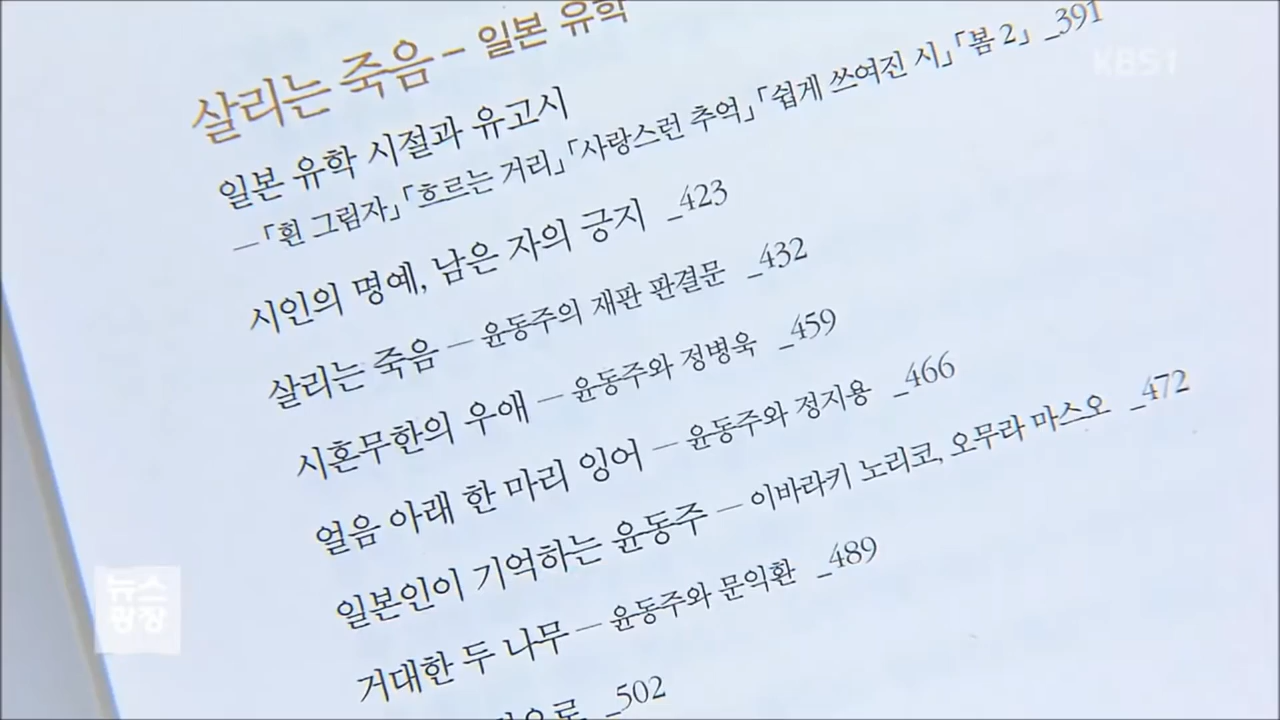 살리는 죽음 – 일본 유학
일본 유학 시절과 유고시
—「흰 그림자」「흐르는 거리」「사랑스런 추억」「쉽게 쓰여진 시」「봄 2」 _391
시인의 명예, 남은 자의 긍지 _423
살리는 죽음 — 윤동주의 재판 판결문 _432
시혼무한의 우애 — 윤동주와 정병욱 _459
얼음 아래 한 마리 잉어 — 윤동주와 정지용 _466
일본인이 기억하는 윤동주 — 이바라키 노리코, 오무라 마스오 _472
거대한 두 나무 — 윤동주와 문익환 _489
_502
KBS1
뉴스
광장